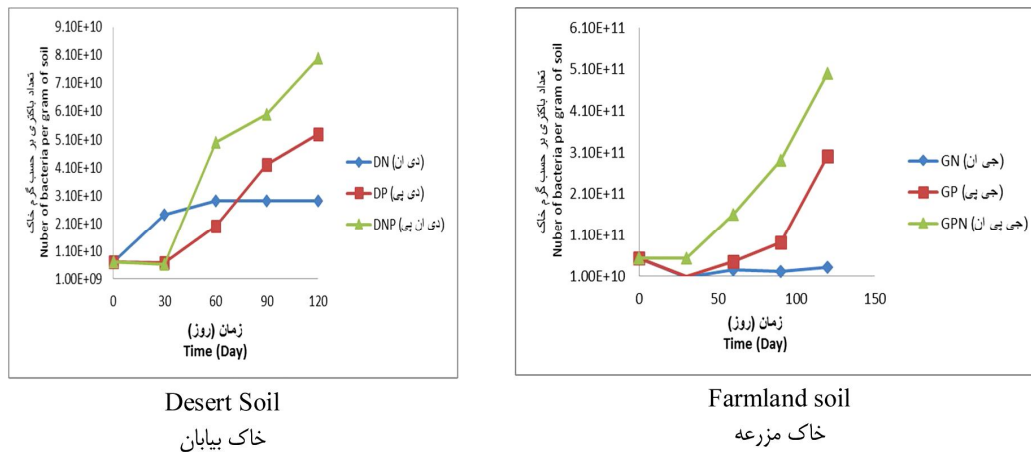 9.10E+10
8.10E+10
7.10E+10
6.10E+10
5.10E+10
4.10E+10
3.10E+10
2.10E+10
1.10E+10
1.00E+09
تعداد باکتری بر حسب گرم خاک
Nuber of bacteria per gram of soil
0 30 60 90 120
زمان (روز)
Time (Day)
DN (دی ان)
DP (دی پی)
DNP (دی ان پی)
Desert Soil
خاک بیابان
6.10E+11
5.10E+11
4.10E+11
3.10E+11
2.10E+11
1.10E+11
1.00E+10
تعداد باکتری بر حسب گرم خاک
Nuber of bacteria per gram of soil
0 50 100 150
زمان (روز)
Time (Day)
GN (جی ان)
GP (جی پی)
GPN (جی پی ان)
Farmland soil
خاک مزرعه